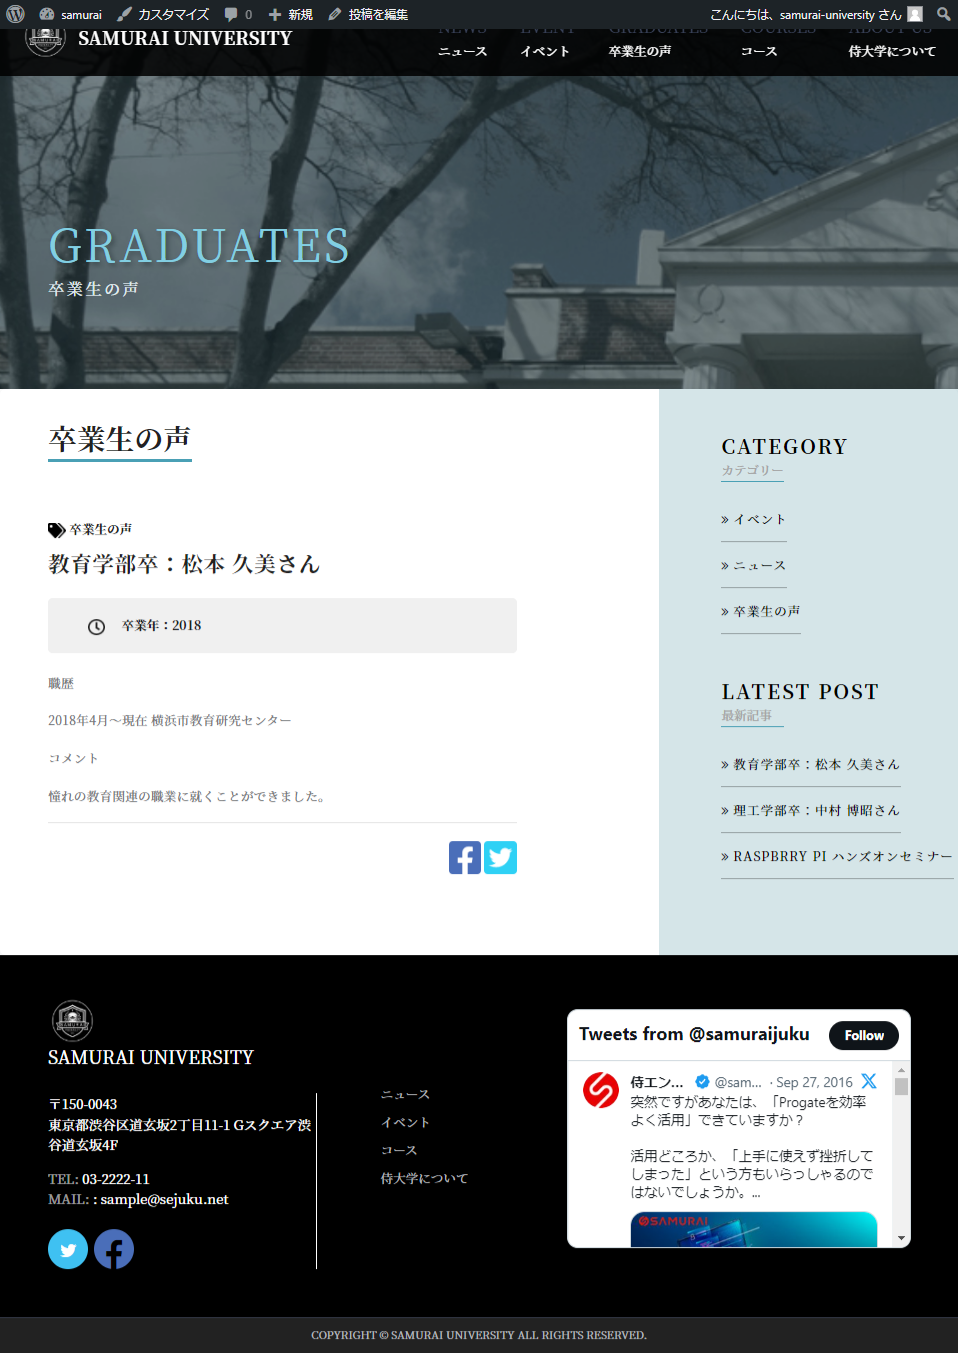 samurai カスタマイズ 0 新規 投稿を編集 こんにちは、samurai-university さん
SAMURAI UNIVERSITY
NEWS EVENT GRADUATES COURSES ABOUT US
ニュース イベント 卒業生の声 コース 侍大学について
GRADUATES
卒業生の声
卒業生の声
卒業生の声
教育学部卒：松本 久美さん
卒業年：2018
職歴
2018年4月～現在 横浜市教育研究センター
コメント
憧れの教育関連の職業に就くことができました。
CATEGORY
カテゴリー
» イベント
» ニュース
» 卒業生の声
LATEST POST
最新記事
» 教育学部卒：松本 久美さん
» 理工学部卒：中村 博昭さん
» RASPBRRY PI ハンズオンセミナー
SAMURAI UNIVERSITY
〒150-0043
東京都渋谷区道玄坂2丁目11-1 Gスクエア渋
谷道玄坂4F
TEL: 03-2222-11
MAIL: : sample@sejuku.net
ニュース
イベント
コース
侍大学について
Tweets from @samuraijuku
Follow
侍エン... @sam... · Sep 27, 2016
突然ですがあなたは、「Progateを効率
よく活用」できていますか？
活用どころか、「上手に使えず挫折して
しまった」という方もいらっしゃるので
はないでしょうか。...
SAMURAI
COPYRIGHT © SAMURAI UNIVERSITY ALL RIGHTS RESERVED.